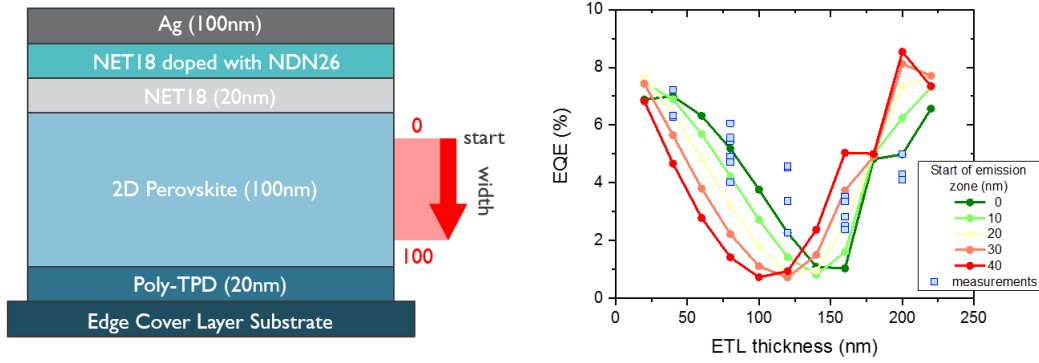 Ag (100nm)
NET18 doped with NDN26
NET18 (20nm)
2D Perovskite (100nm)
Poly-TPD (20nm)
Edge Cover Layer Substrate
0
start
width
100
EQE (%)
10
8
6
4
2
0
0
50
100
150
200
250
ETL thickness (nm)
Start of emission
zone (nm)
0
10
20
30
40
measurements